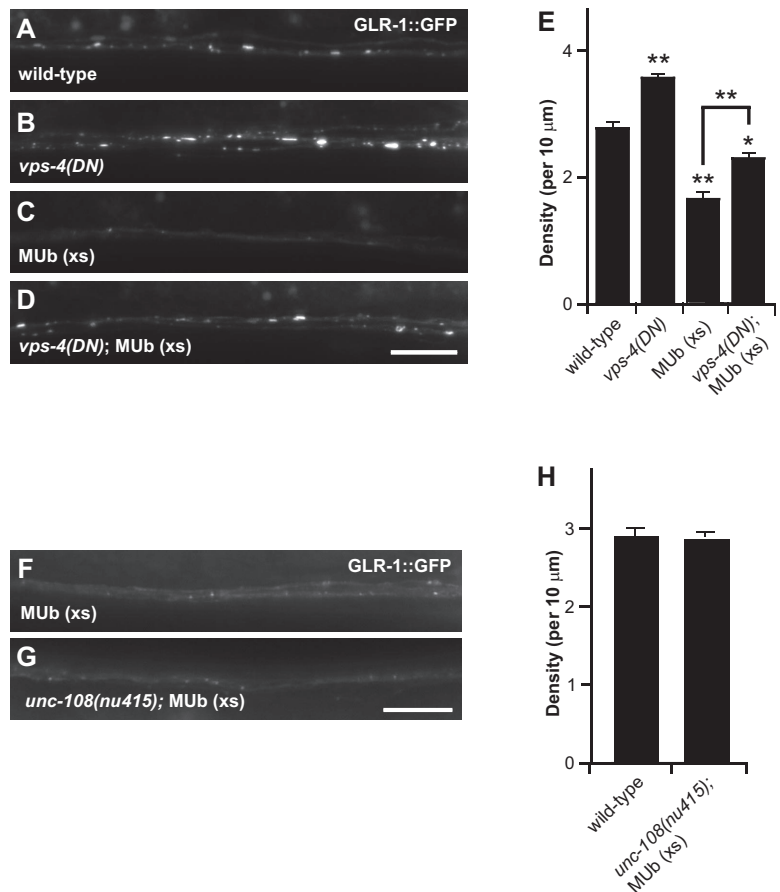 A
GLR-1::GFP
wild-type
B
vps-4(DN)
C
MUb (xs)
D
vps-4(DN); MUb (xs)
E
Density (per 10 μm)
4
2
0
**
**
**
*
wild-type
vps-4(DN)
MUb (xs)
vps-4(DN);
MUb (xs)
F
GLR-1::GFP
MUb (xs)
G
unc-108(nu415); MUb (xs)
H
Density (per 10 μm)
3
2
1
0
wild-type
unc-108(nu415);
MUb (xs)